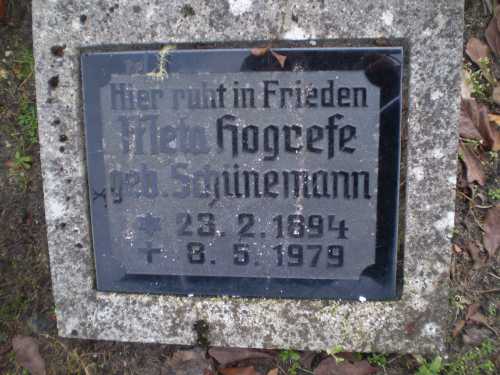 Hier ruht in Frieden
Meta Hogrefe
geb. Schünemann
* 23. 2. 1894
+ 8. 5. 1979